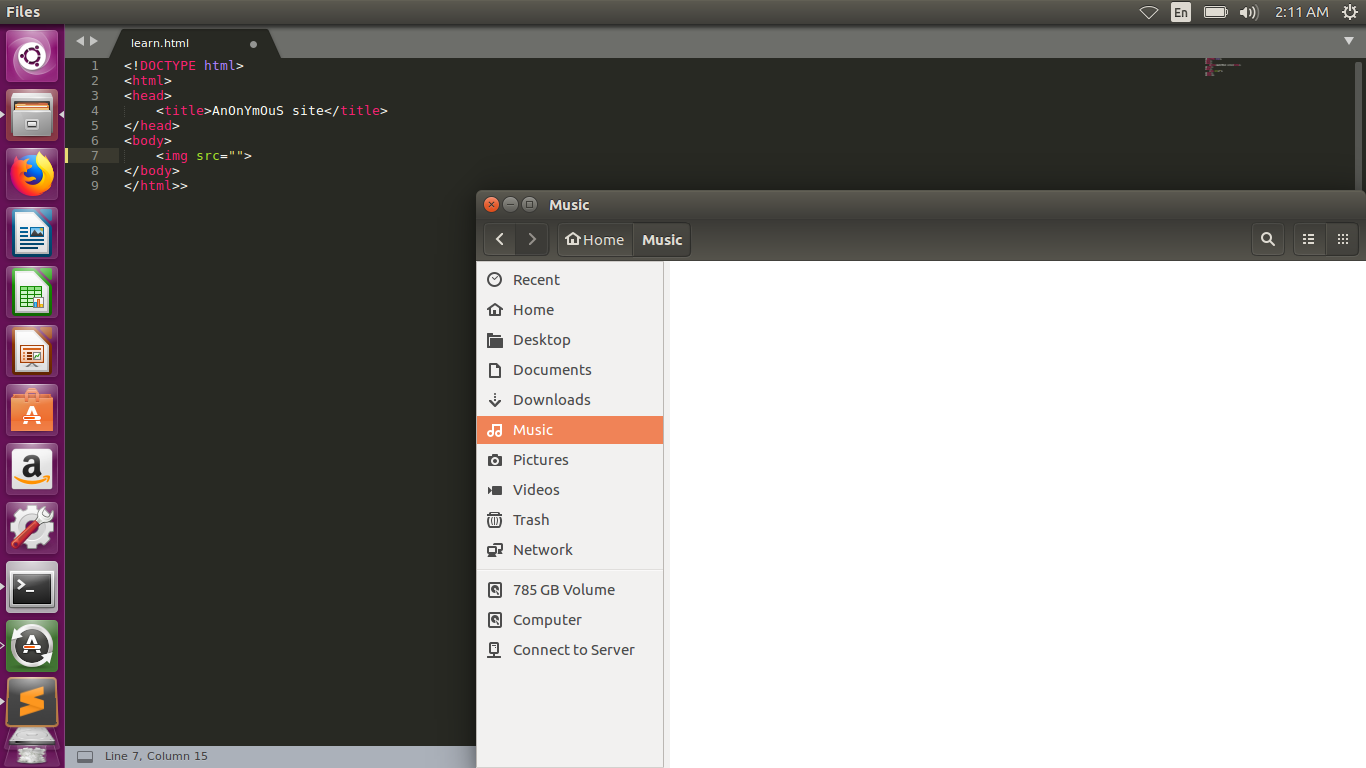 Files
En
2:11 AM
learn.html
1 <!DOCTYPE html>
2 <html>
3 <head>
4 <title>AnOnYmOuS site</title>
5 </head>
6 <body>
7 <img src="">
8 </body>
9 </html>>
Music
Home
Music
Recent
Home
Desktop
Documents
Downloads
Music
Pictures
Videos
Trash
Network
785 GB Volume
Computer
Connect to Server
a
>_
Line 7, Column 15